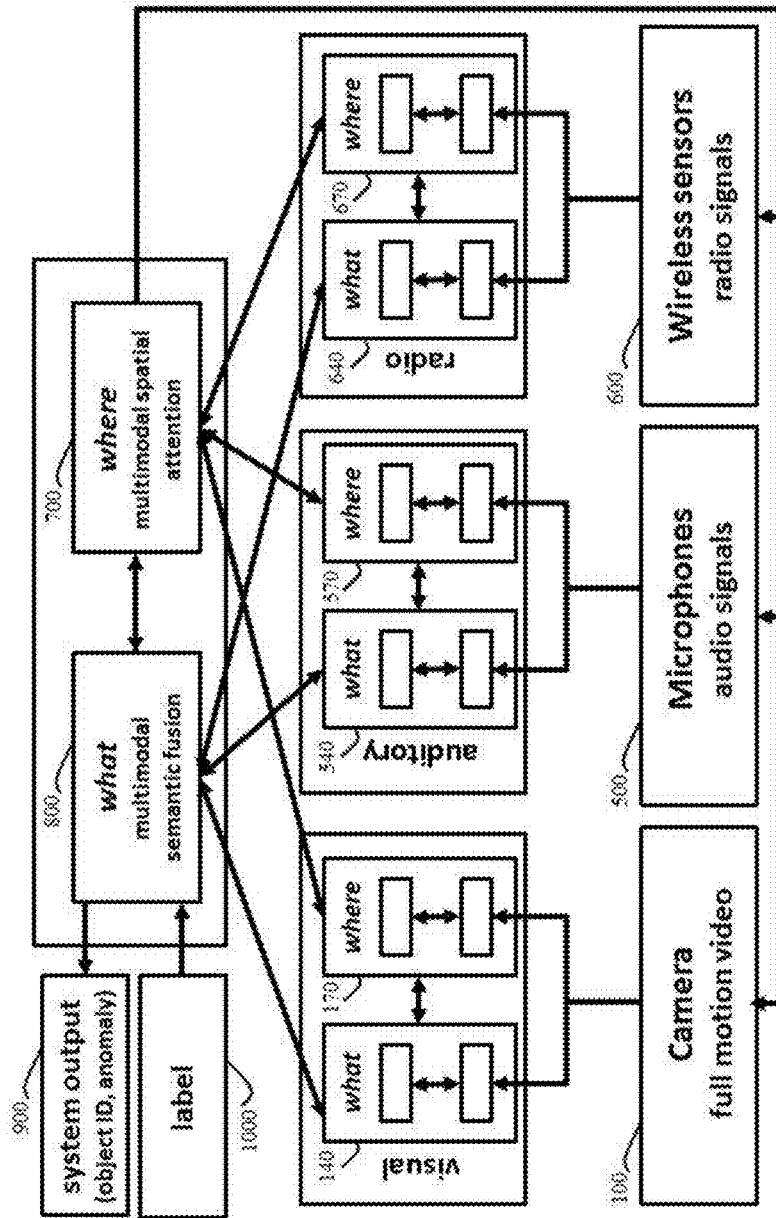 900
system output
(object ID, anomaly)
label
1000
800
what
multimodal
semantic fusion
700
where
multimodal spatial
attention
visual
140
what
170
where
auditory
540
what
570
where
radio
640
what
670
where
100
Camera
full motion video
500
Microphones
audio signals
600
Wireless sensors
radio signals